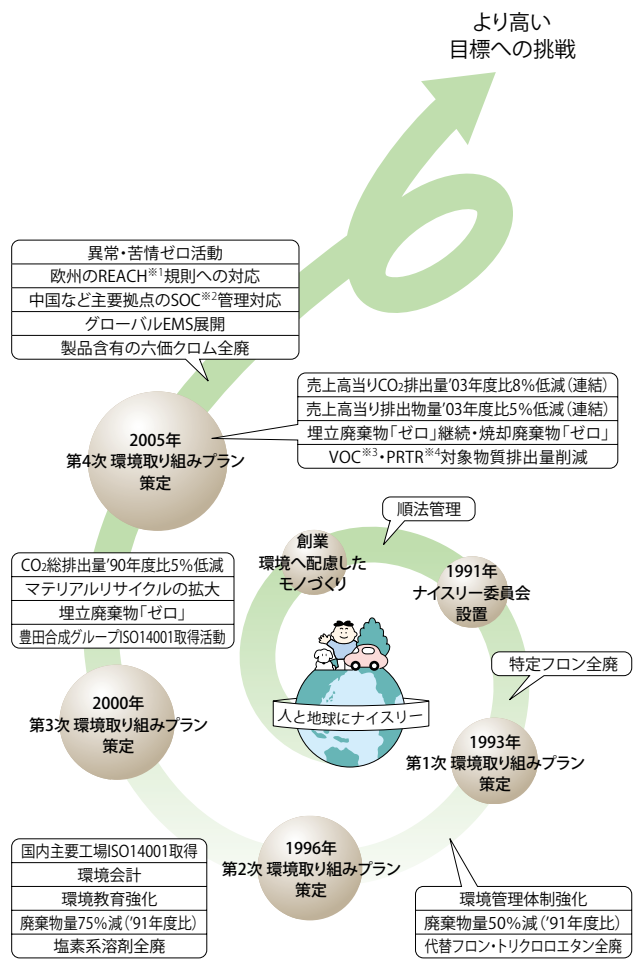 より高い
目標への挑戦
異常・苦情ゼロ活動
欧州のREACH※1規則への対応
中国など主要拠点のSOC※2管理対応
グローバルEMS展開
製品含有の六価クロム全廃
売上高当りCO2排出量'03年度比8%低減(連結)
売上高当り排出物量'03年度比5%低減(連結)
埋立廃棄物「ゼロ」継続・焼却廃棄物「ゼロ」
VOC※3・PRTR※4対象物質排出量削減
2005年
第4次 環境取り組みプラン
策定
順法管理
創業
環境へ配慮した
モノづくり
1991年
ナイスリー委員会
設置
CO2総排出量'90年度比5%低減
マテリアルリサイクルの拡大
埋立廃棄物「ゼロ」
豊田合成グループISO14001取得活動
特定フロン全廃
人と地球にナイスリー
2000年
第3次 環境取り組みプラン
策定
1993年
第1次 環境取り組みプラン
策定
1996年
第2次 環境取り組みプラン
策定
国内主要工場ISO14001取得
環境会計
環境教育強化
廃棄物量75%減('91年度比)
塩素系溶剤全廃
環境管理体制強化
廃棄物量50%減('91年度比)
代替フロン・トリクロロエタン全廃